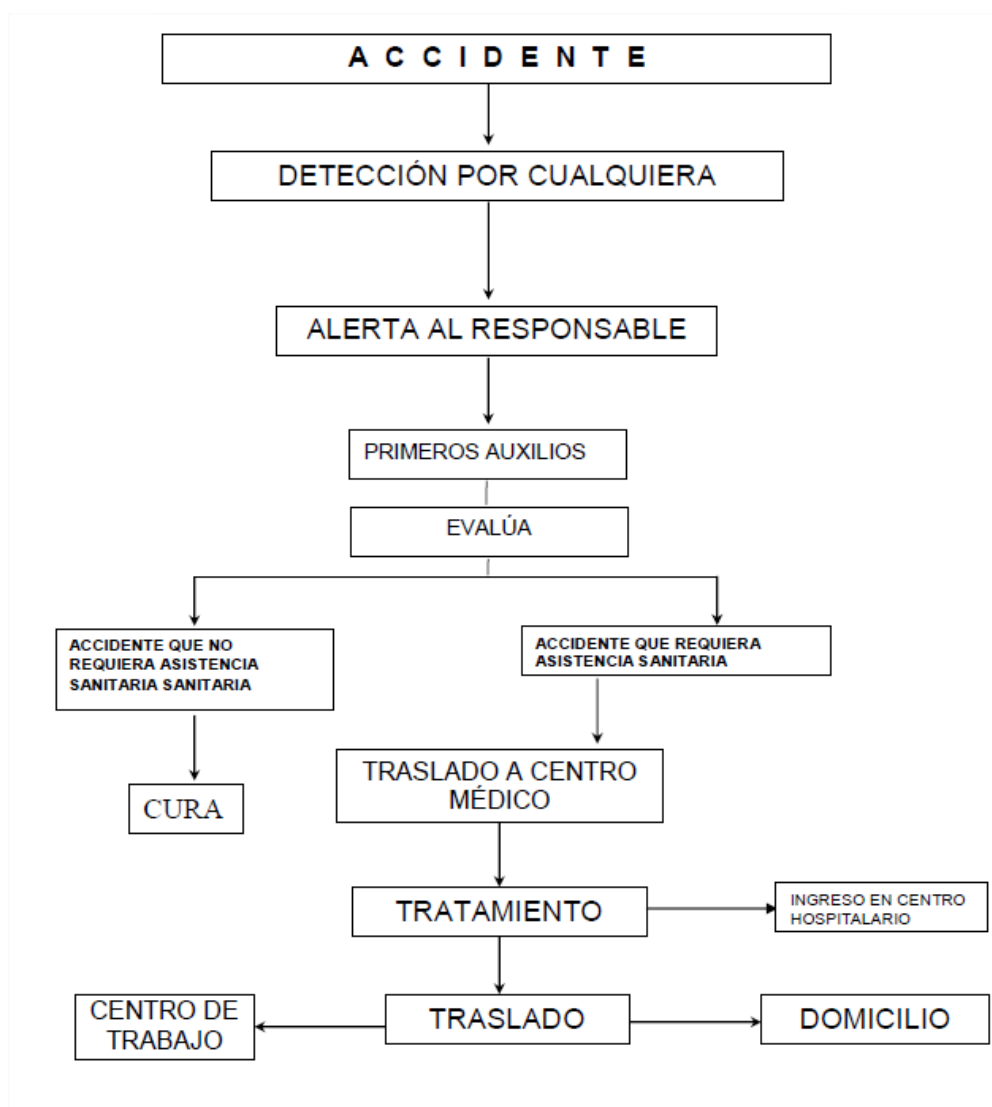 A C C I D E N T E
DETECCIÓN POR CUALQUIERA
ALERTA AL RESPONSABLE
PRIMEROS AUXILIOS
EVALÚA
ACCIDENTE QUE NO
REQUIERA ASISTENCIA
SANITARIA SANITARIA
ACCIDENTE QUE REQUIERA
ASISTENCIA SANITARIA
CURA
TRASLADO A CENTRO
MÉDICO
TRATAMIENTO
INGRESO EN CENTRO
HOSPITALARIO
CENTRO DE
TRABAJO
TRASLADO
DOMICILIO